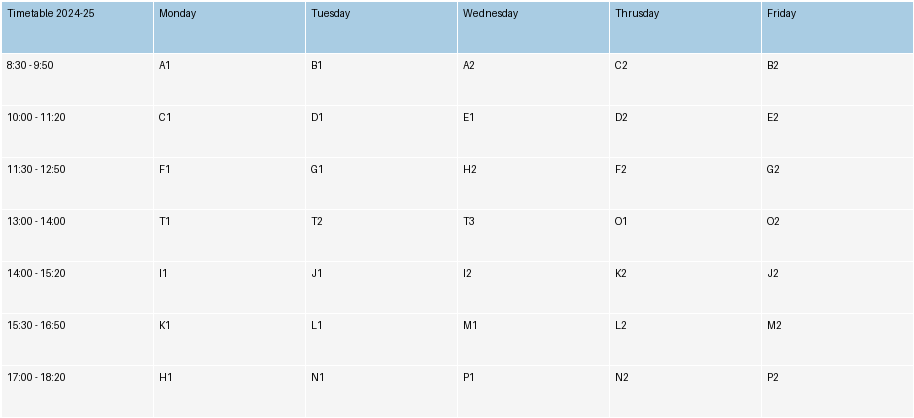 Timetable 2024-25 Monday Tuesday Wednesday Thrusday Friday
8:30 - 9:50 A1 B1 A2 C2 B2
10:00 - 11:20 C1 D1 E1 D2 E2
11:30 - 12:50 F1 G1 H2 F2 G2
13:00 - 14:00 T1 T2 T3 O1 O2
14:00 - 15:20 I1 J1 I2 K2 J2
15:30 - 16:50 K1 L1 M1 L2 M2
17:00 - 18:20 H1 N1 P1 N2 P2